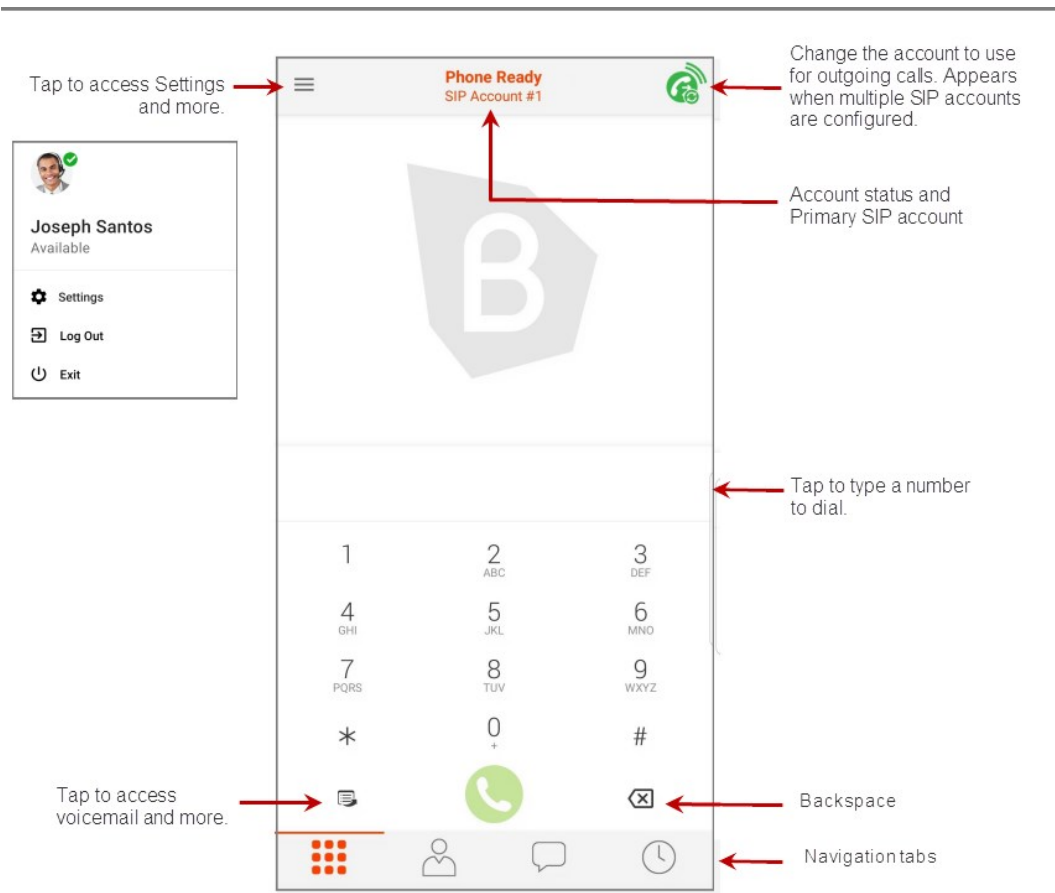 Tap to access Settings
and more.
Joseph Santos
Available
Settings
Log Out
Exit
Phone Ready
SIP Account #1
B
Change the account to use
for outgoing calls. Appears
when multiple SIP accounts
are configured.
Account status and
Primary SIP account
Tap to type a number
to dial.
1 2 3
ABC DEF
4 5 6
GHI JKL MNO
7 8 9
PQRS TUV WXYZ
* 0 #
+
Tap to access
voicemail and more.
Backspace
Navigation tabs